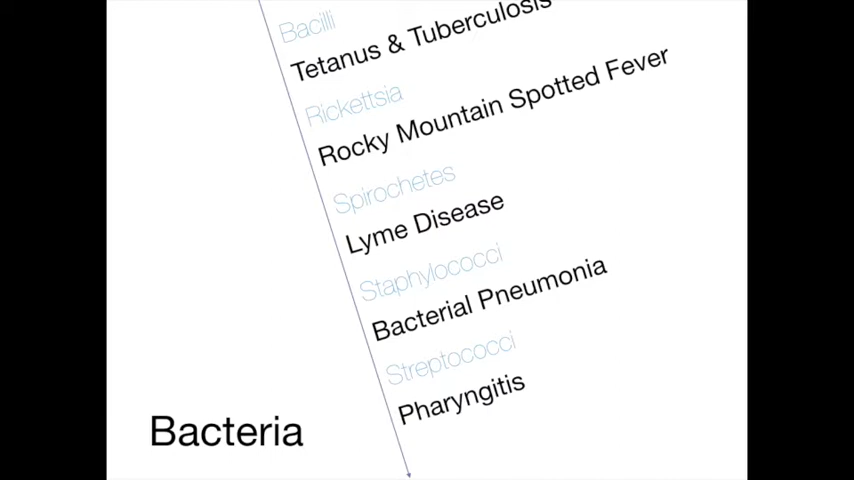 Bacilli
Tetanus & Tuberculosis
Rickettsia
Rocky Mountain Spotted Fever
Spirochetes
Lyme Disease
Staphylococci
Bacterial Pneumonia
Streptococci
Pharyngitis
Bacteria